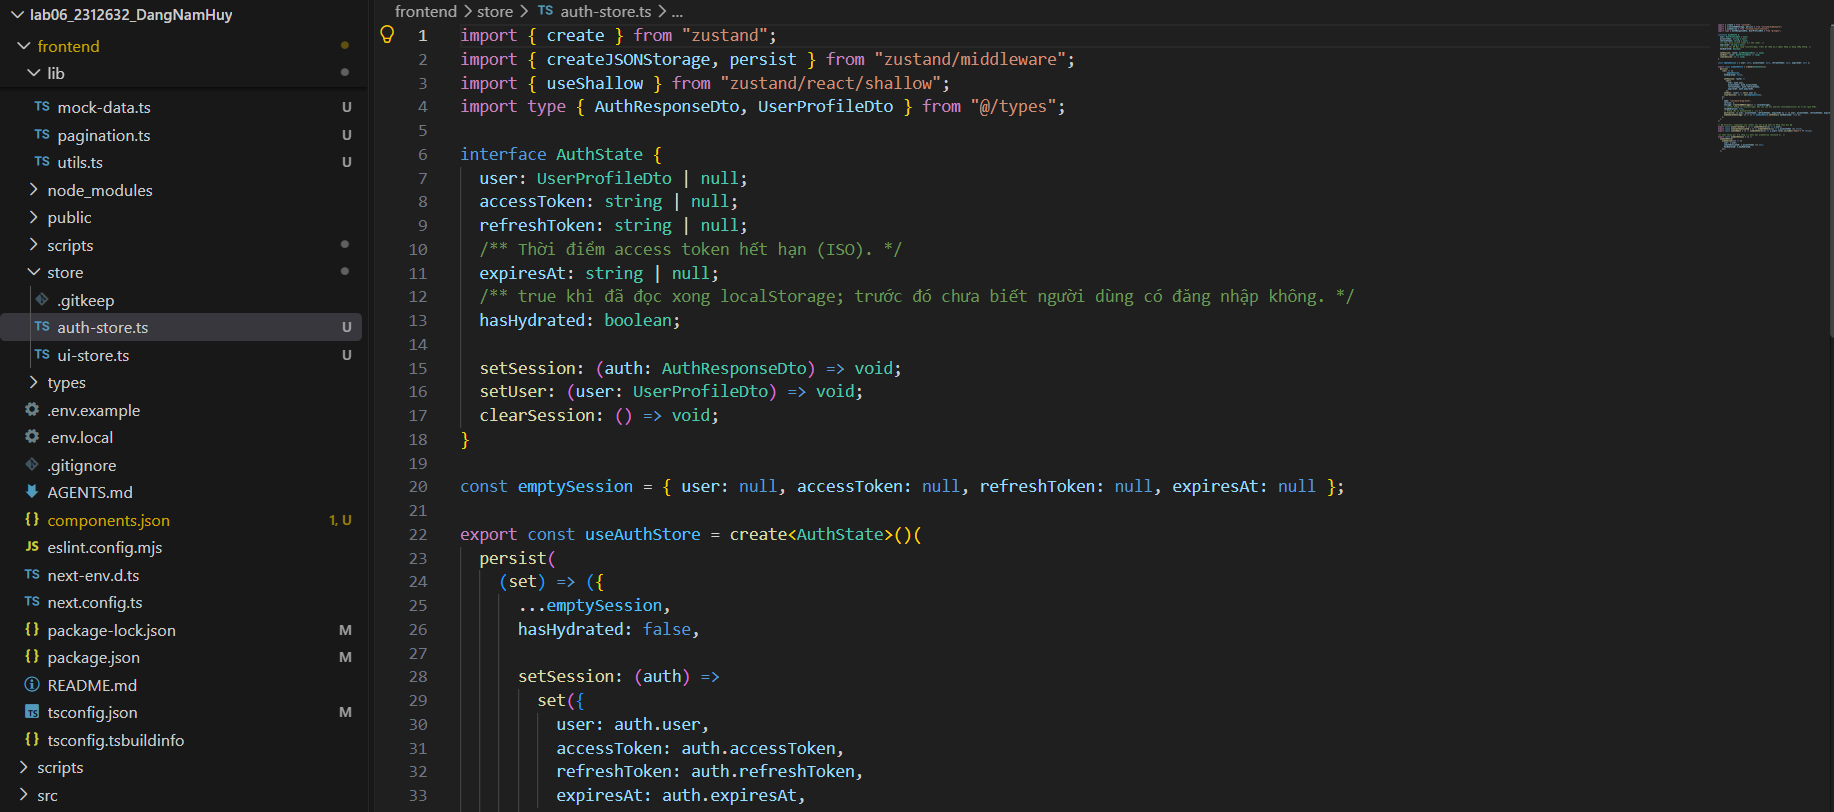 lab06_2312632_DangNamHuy
frontend
lib
TS mock-data.ts U
TS pagination.ts U
TS utils.ts U
node_modules
public
scripts
store
.gitkeep
TS auth-store.ts U
TS ui-store.ts U
types
.env.example
.env.local
.gitignore
AGENTS.md
{} components.json 1, U
JS eslint.config.mjs
TS next-env.d.ts
TS next.config.ts
{} package-lock.json M
{} package.json M
README.md
TS tsconfig.json M
{} tsconfig.tsbuildinfo
scripts
src
frontend > store > TS auth-store.ts > ...
1 import { create } from "zustand";
2 import { createJSONStorage, persist } from "zustand/middleware";
3 import { useShallow } from "zustand/react/shallow";
4 import type { AuthResponseDto, UserProfileDto } from "@/types";
5
6 interface AuthState {
7 user: UserProfileDto | null;
8 accessToken: string | null;
9 refreshToken: string | null;
10 /** Thời điểm access token hết hạn (ISO). */
11 expiresAt: string | null;
12 /** true khi đã đọc xong localStorage; trước đó chưa biết người dùng có đăng nhập không. */
13 hasHydrated: boolean;
14
15 setSession: (auth: AuthResponseDto) => void;
16 setUser: (user: UserProfileDto) => void;
17 clearSession: () => void;
18 }
19
20 const emptySession = { user: null, accessToken: null, refreshToken: null, expiresAt: null };
21
22 export const useAuthStore = create<AuthState>()(
23 persist(
24 (set) => ({
25 ...emptySession,
26 hasHydrated: false,
27
28 setSession: (auth) =>
29 set({
30 user: auth.user,
31 accessToken: auth.accessToken,
32 refreshToken: auth.refreshToken,
33 expiresAt: auth.expiresAt,